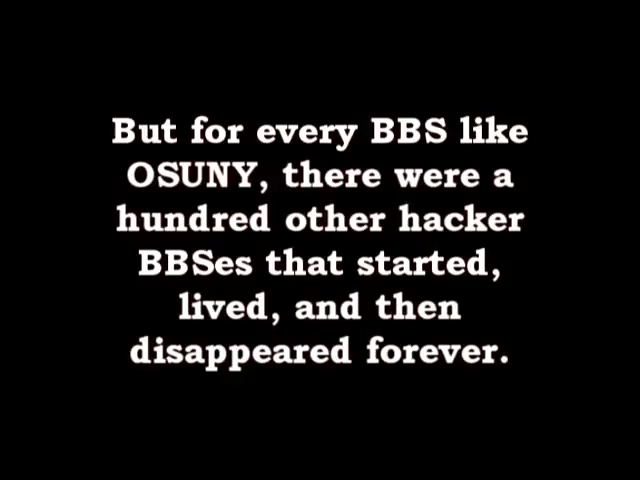 But for every BBS like
OSUNY, there were a
hundred other hacker
BBSes that started,
lived, and then
disappeared forever.